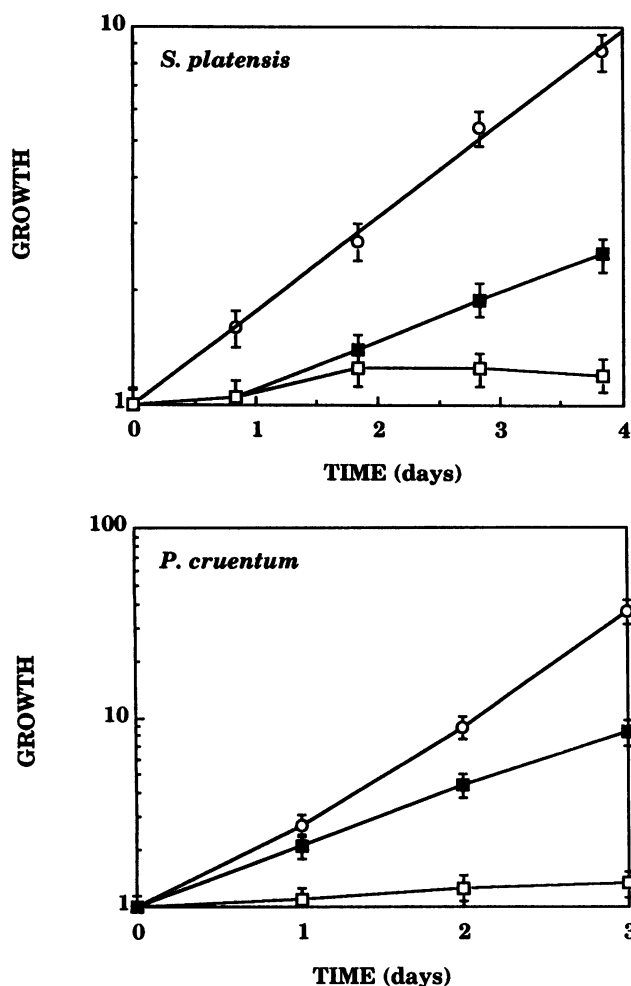 10
S. platensis
GROWTH
1
0 1 2 3 4
TIME (days)
100
P. cruentum
GROWTH
10
1
0 1 2 3
TIME (days)